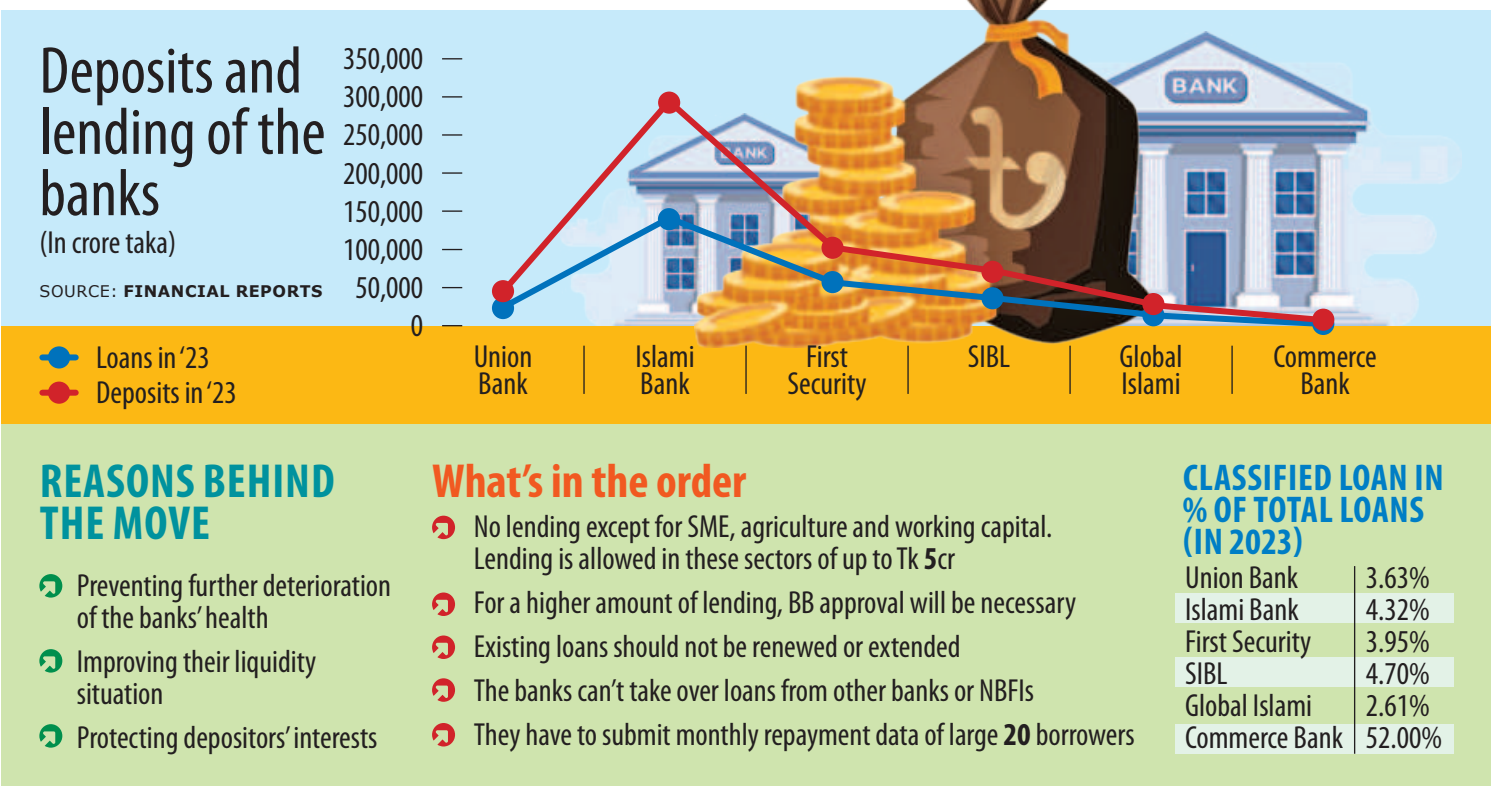 Deposits and
lending of the
banks
(In crore taka)
SOURCE: FINANCIAL REPORTS
350,000
300,000
250,000
200,000
150,000
100,000
50,000
0
BANK
BANK
৳
Loans in ‘23
Deposits in ‘23
Union
Bank
Islami
Bank
First
Security
SIBL
Global
Islami
Commerce
Bank
REASONS BEHIND
THE MOVE
Preventing further deterioration
of the banks’ health
Improving their liquidity
situation
Protecting depositors’ interests
What’s in the order
No lending except for SME, agriculture and working capital.
Lending is allowed in these sectors of up to Tk 5cr
For a higher amount of lending, BB approval will be necessary
Existing loans should not be renewed or extended
The banks can’t take over loans from other banks or NBFIs
They have to submit monthly repayment data of large 20 borrowers
CLASSIFIED LOAN IN
% OF TOTAL LOANS
(IN 2023)
Union Bank 3.63%
Islami Bank 4.32%
First Security 3.95%
SIBL 4.70%
Global Islami 2.61%
Commerce Bank 52.00%